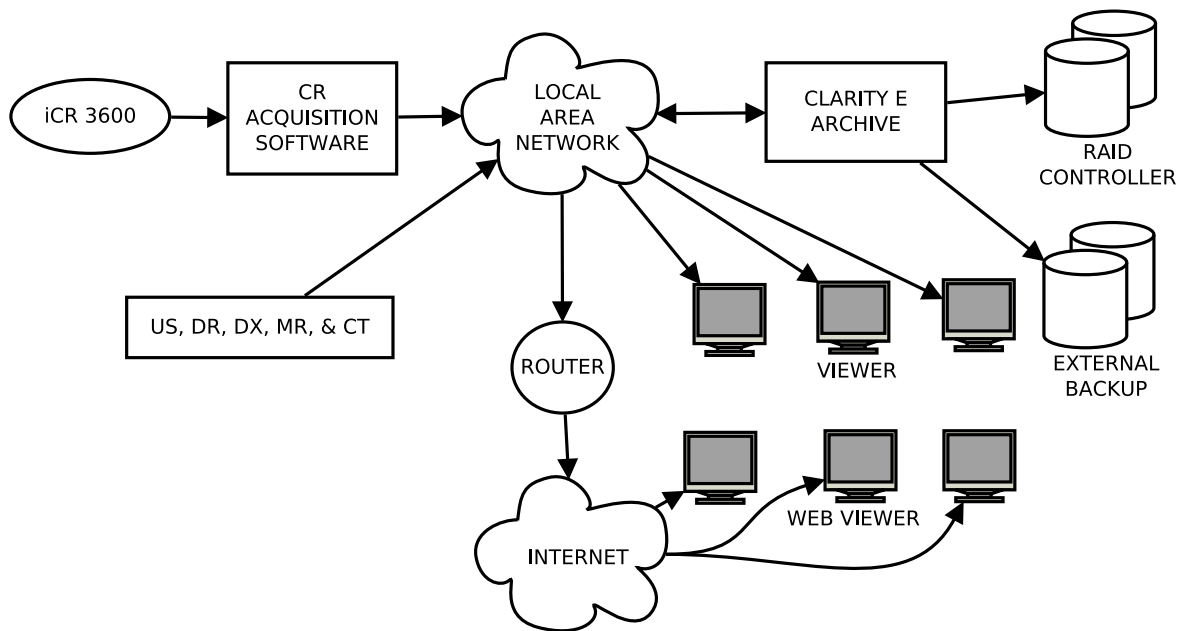 iCR 3600
CR
ACQUISITION
SOFTWARE
LOCAL
AREA
NETWORK
CLARITY E
ARCHIVE
RAID
CONTROLLER
US, DR, DX, MR, & CT
ROUTER
VIEWER
EXTERNAL
BACKUP
INTERNET
WEB VIEWER